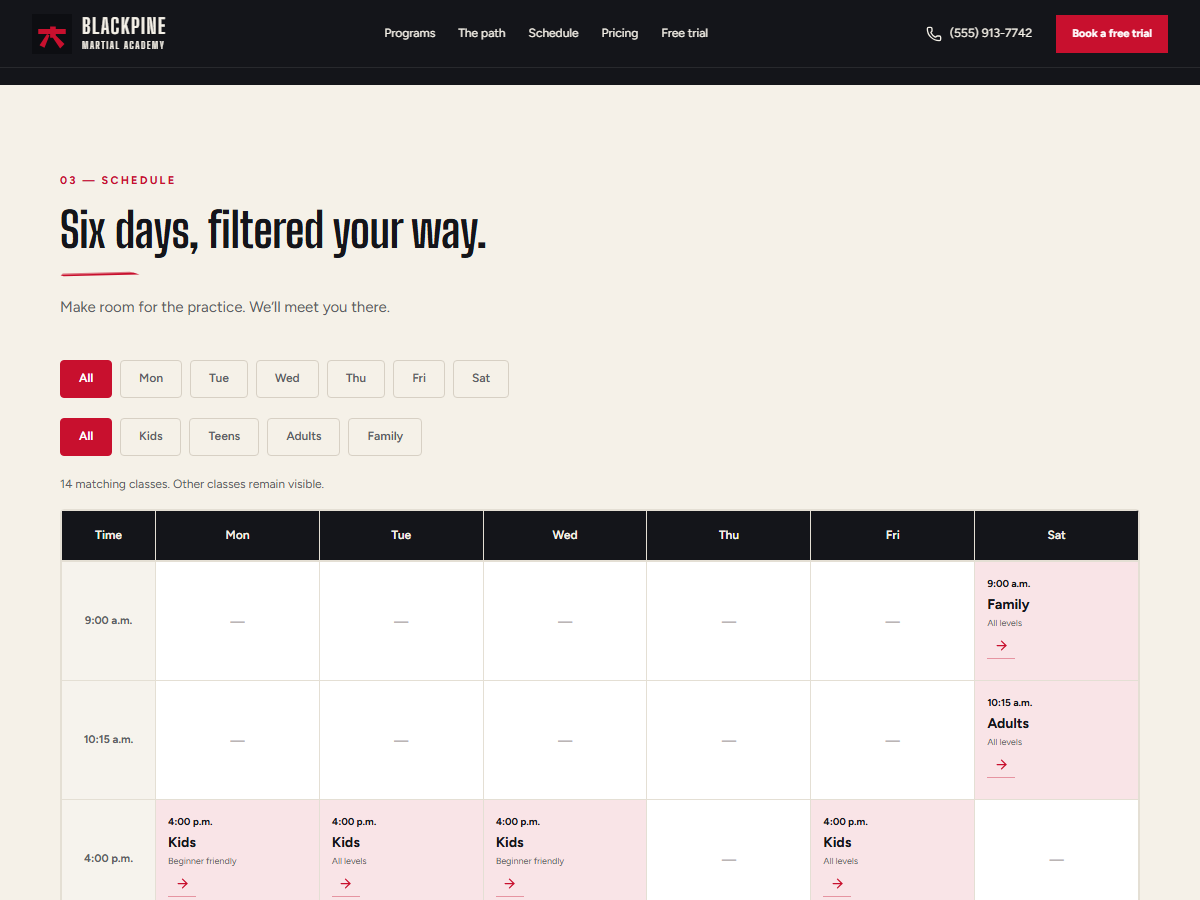 BLACKPINE
MARTIAL ACADEMY
Programs The path Schedule Pricing Free trial
(555) 913-7742
Book a free trial
03 — SCHEDULE
Six days, filtered your way.
Make room for the practice. We'll meet you there.
All Mon Tue Wed Thu Fri Sat
All Kids Teens Adults Family
14 matching classes. Other classes remain visible.
Time Mon Tue Wed Thu Fri Sat
9:00 a.m. — — — — — 9:00 a.m.
Family
All levels
10:15 a.m. — — — — — 10:15 a.m.
Adults
All levels
4:00 p.m. 4:00 p.m. 4:00 p.m. 4:00 p.m. — 4:00 p.m. —
Kids Kids Kids Kids
Beginner friendly All levels Beginner friendly All levels